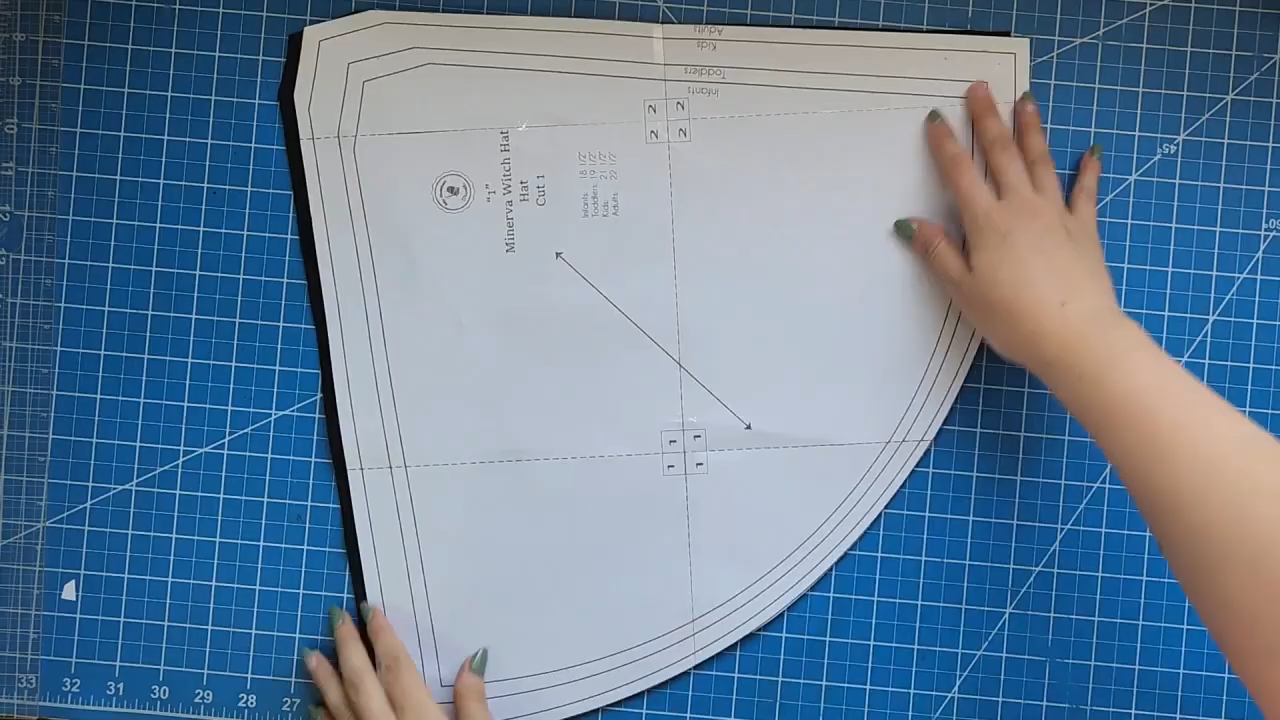 Adults
Kids
Toddlers
Infants
2 2
2 2
"1"
Minerva Witch Hat
Hat
Cut 1
Infants: 18 1/2"
Toddlers: 19 1/2"
Kids: 21 1/2"
Adults: 22 1/2"
1 1
1 1
45°
60°
33 32 31 30 29 28 27